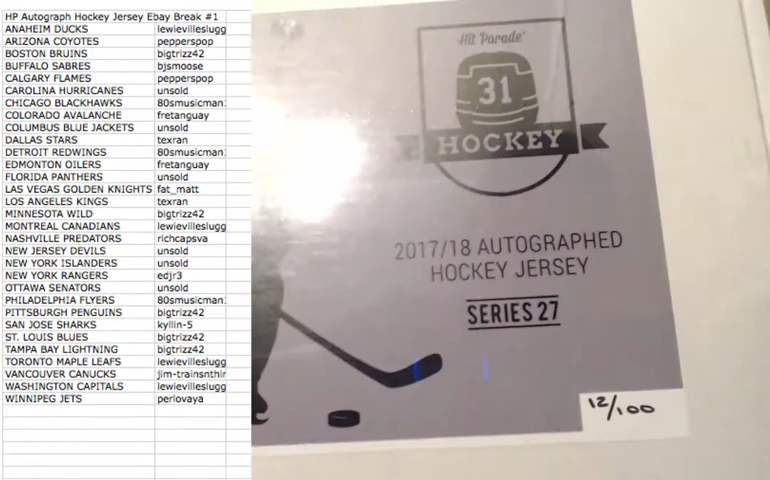 HP Autograph Hockey Jersey Ebay Break #1
ANAHEIM DUCKS lewievilleslugg
ARIZONA COYOTES pepperspop
BOSTON BRUINS bigtrizz42
BUFFALO SABRES bjsmoose
CALGARY FLAMES pepperspop
CAROLINA HURRICANES unsold
CHICAGO BLACKHAWKS 80smusicman
COLORADO AVALANCHE fretanguay
COLUMBUS BLUE JACKETS unsold
DALLAS STARS texran
DETROIT REDWINGS 80smusicman
EDMONTON OILERS fretanguay
FLORIDA PANTHERS unsold
LAS VEGAS GOLDEN KNIGHTS fat_matt
LOS ANGELES KINGS texran
MINNESOTA WILD bigtrizz42
MONTREAL CANADIANS lewievilleslugg
NASHVILLE PREDATORS richcapsva
NEW JERSEY DEVILS unsold
NEW YORK ISLANDERS unsold
NEW YORK RANGERS edjr3
OTTAWA SENATORS unsold
PHILADELPHIA FLYERS 80smusicman
PITTSBURGH PENGUINS bigtrizz42
SAN JOSE SHARKS kyllin-5
ST. LOUIS BLUES bigtrizz42
TAMPA BAY LIGHTNING bigtrizz42
TORONTO MAPLE LEAFS lewievilleslugg
VANCOUVER CANUCKS jim-trainsnthin
WASHINGTON CAPITALS lewievilleslugg
WINNIPEG JETS perlovaya
Hit Parade
31
HOCKEY
2017/18 AUTOGRAPHED
HOCKEY JERSEY
SERIES 27
12/100